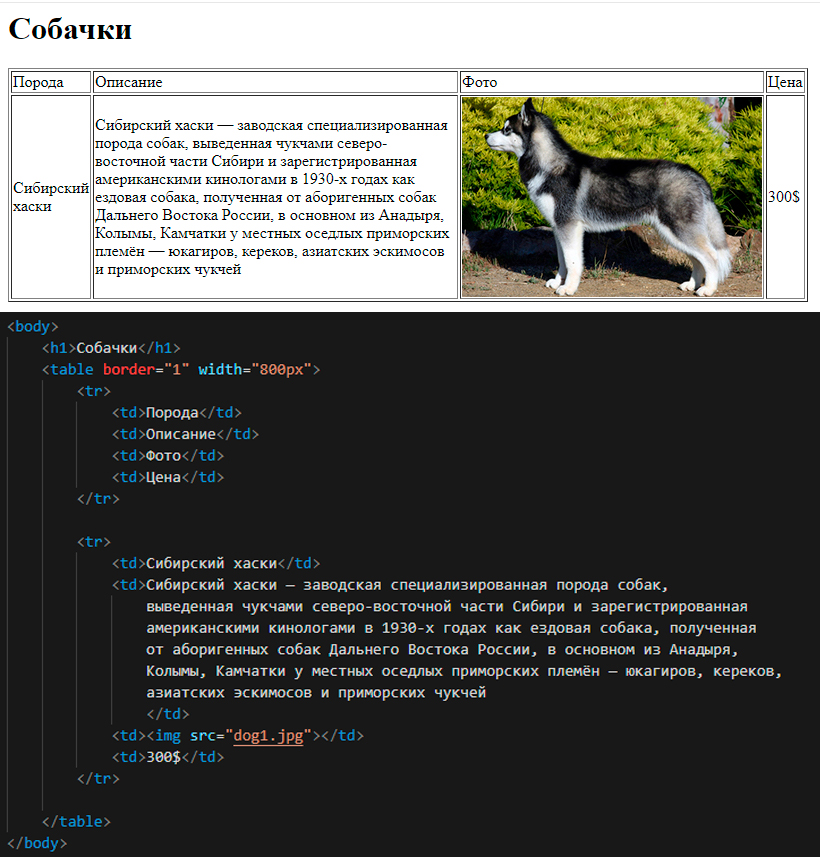 Собачки
Порода Описание Фото Цена
Сибирский хаски
Сибирский хаски — заводская специализированная
порода собак, выведенная чукчами северо-
восточной части Сибири и зарегистрированная
американскими кинологами в 1930-х годах как
ездовая собака, полученная от аборигенных собак
Дальнего Востока России, в основном из Анадыря,
Колымы, Камчатки у местных оседлых приморских
племён — юкагиров, кереков, азиатских эскимосов
и приморских чукчей
300$
<body>
<h1>Собачки</h1>
<table border="1" width="800px">
<tr>
<td>Порода</td>
<td>Описание</td>
<td>Фото</td>
<td>Цена</td>
</tr>
<tr>
<td>Сибирский хаски</td>
<td>Сибирский хаски — заводская специализированная порода собак,
выведенная чукчами северо-восточной части Сибири и зарегистрированная
американскими кинологами в 1930-х годах как ездовая собака, полученная
от аборигенных собак Дальнего Востока России, в основном из Анадыря,
Колымы, Камчатки у местных оседлых приморских племён — юкагиров, кереков,
азиатских эскимосов и приморских чукчей
</td>
<td><img src="dog1.jpg"></td>
<td>300$</td>
</tr>
</table>
</body>